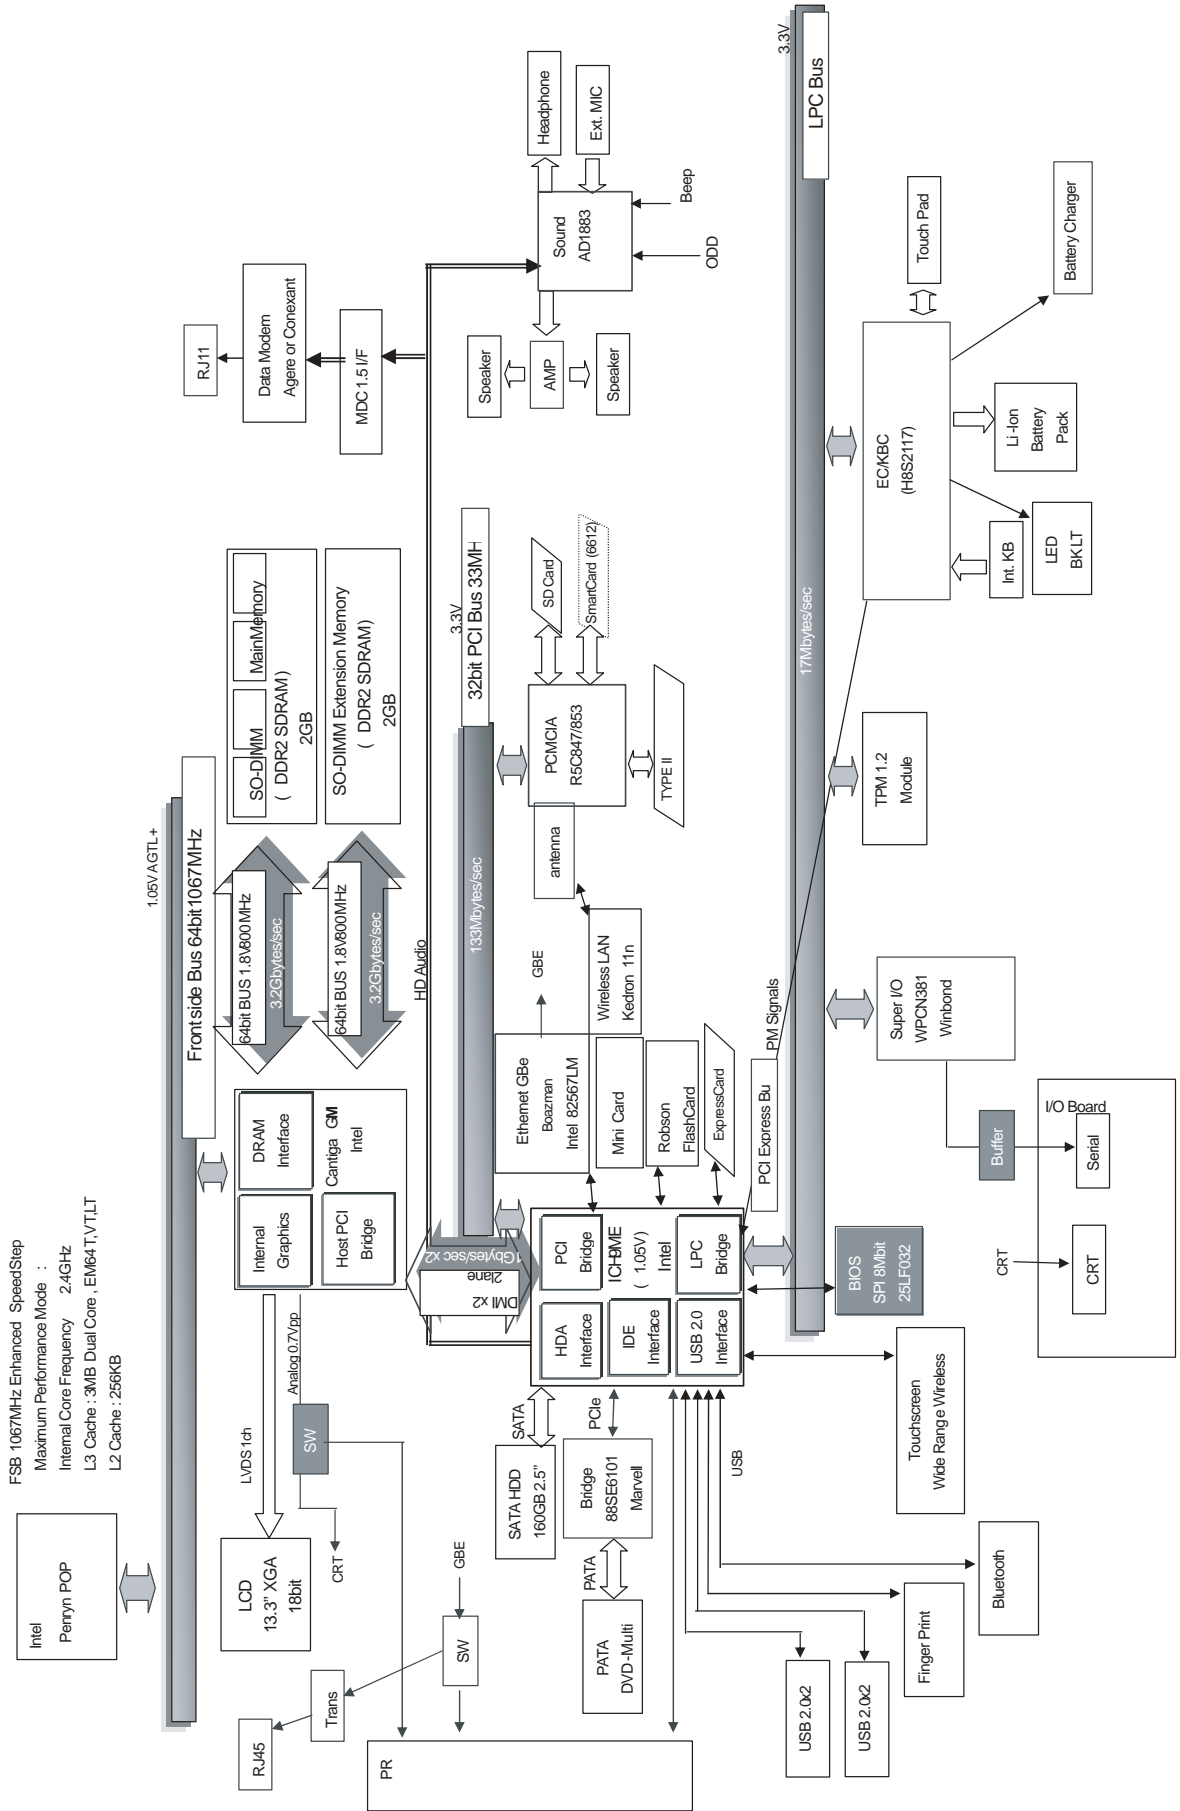 Intel
Penryn POP
FSB 1067MHz Enhanced SpeedStep
Maximum Performance Mode :
Internal Core Frequency 2.4GHz
L3 Cache : 3MB Dual Core , EM64T,VT,LT
L2 Cache : 256KB
1.05V AGTL+
Frontside Bus 64bit 1067MHz
LCD
13.3" XGA
18bit
LVDS 1ch
Analog 0.7Vpp
SW
CRT
Internal
Graphics
DRAM
Interface
Host PCI
Bridge
Cantiga GM
Intel
64bit BUS 1.8V800MHz
3.2Gbytes/sec
64bit BUS 1.8V800MHz
3.2Gbytes/sec
SO-DIMM MainMemory
( DDR2 SDRAM)
2GB
SO-DIMM Extension Memory
( DDR2 SDRAM)
2GB
RJ11
Data Modem
Agere or Conexant
MDC 1.5 I/F
HD Audio
RJ45
Trans
SW
GBE
PR
DMI x2
2lane
1Gbytes/sec x2
133Mbytes/sec
3.3V
32bit PCI Bus 33MH
Speaker
AMP
Speaker
Sound
AD1883
Headphone
Ext. MIC
ODD
Beep
SATA HDD
160GB 2.5"
SATA
PATA
DVD -Multi
PATA
Bridge
88SE6101
Marvell
PCIe
HDA
Interface
PCI
Bridge
IDE
Interface
ICH9ME
( 1.05V)
Intel
USB 2.0
Interface
LPC
Bridge
Ethernet GBe
Boazman
Intel 82567LM
GBE
Wireless LAN
Kedron 11n
antenna
Mini Card
Robson
FlashCard
ExpressCard
PCI Express Bu
PM Signals
PCMCIA
R5C847/853
SD Card
SmartCard (6612)
TYPE II
USB
17Mbytes/sec
3.3V
LPC Bus
USB 2.0x2
USB 2.0x2
Finger Print
Bluetooth
Touchscreen
Wide Range Wireless
BIOS
SPI 8Mbit
25LF032
Super I/O
WPCN381
Winbond
TPM 1.2
Module
EC/KBC
(H8S2117)
Touch Pad
Int. KB
LED
BKLT
Li -Ion
Battery
Pack
Battery Charger
Buffer
I/O Board
Serial
CRT
CRT